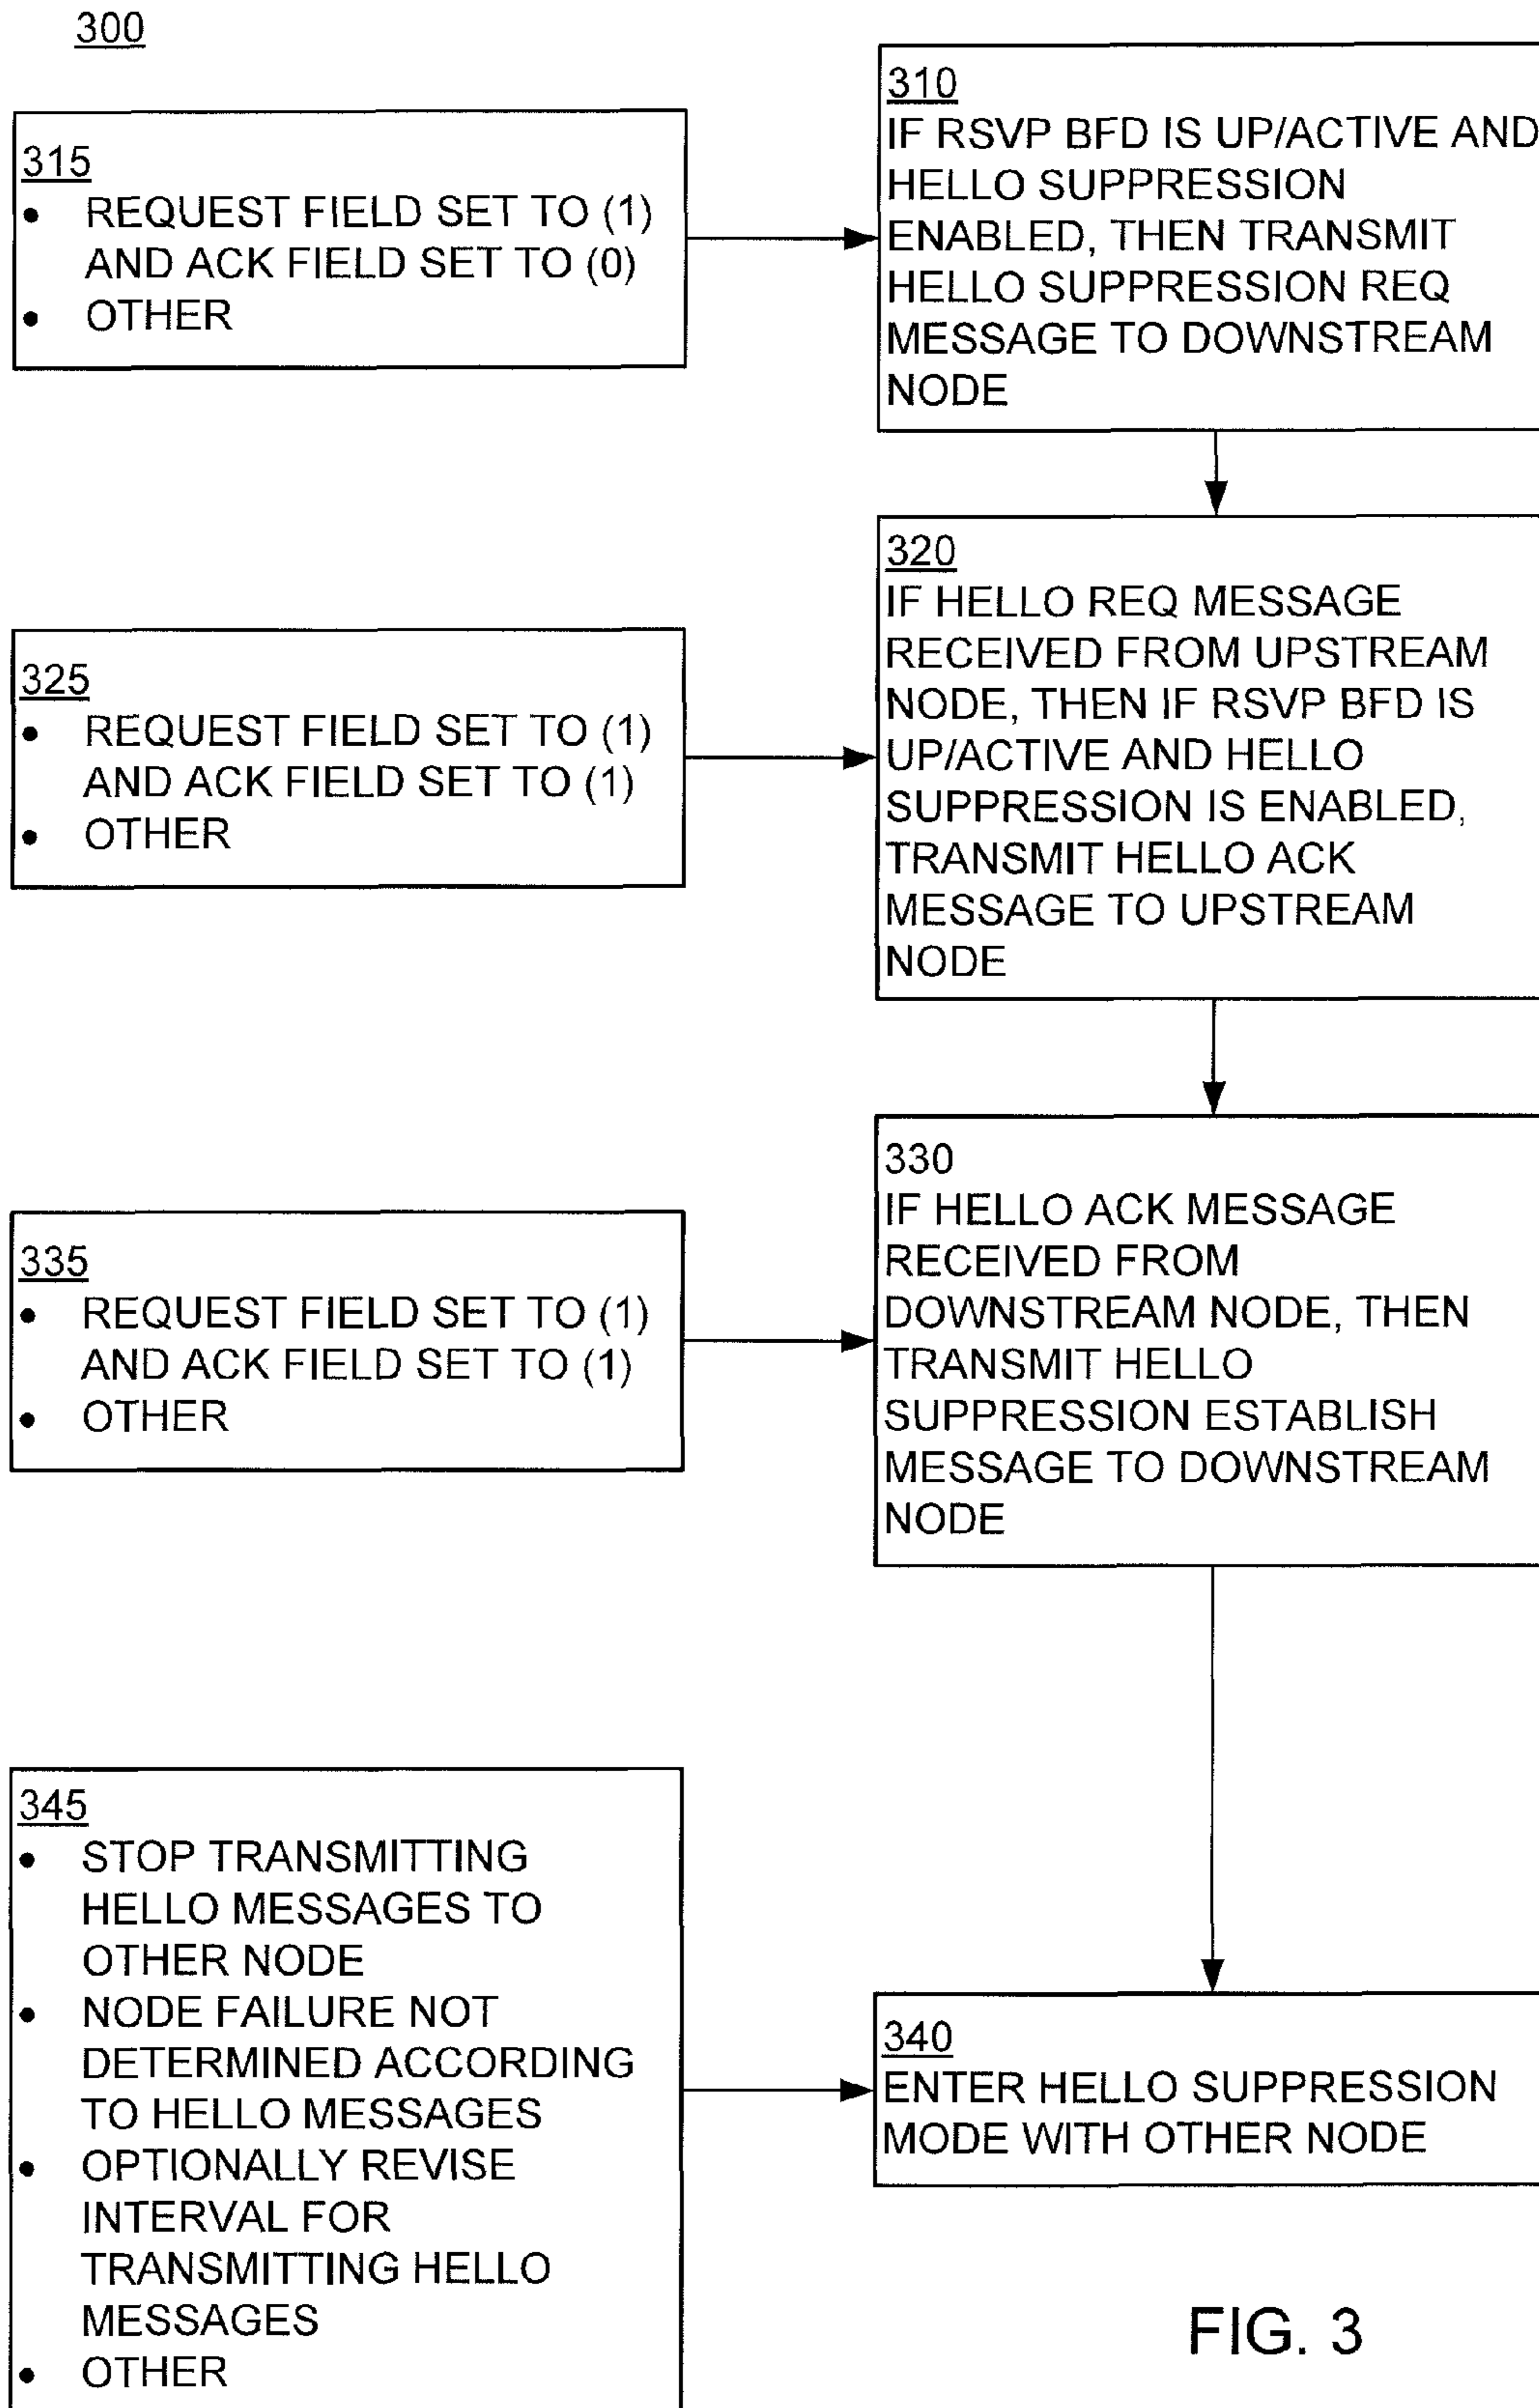 300
310
IF RSVP BFD IS UP/ACTIVE AND
HELLO SUPPRESSION
ENABLED, THEN TRANSMIT
HELLO SUPPRESSION REQ
MESSAGE TO DOWNSTREAM
NODE
315
• REQUEST FIELD SET TO (1)
AND ACK FIELD SET TO (0)
• OTHER
320
IF HELLO REQ MESSAGE
RECEIVED FROM UPSTREAM
NODE, THEN IF RSVP BFD IS
UP/ACTIVE AND HELLO
SUPPRESSION IS ENABLED,
TRANSMIT HELLO ACK
MESSAGE TO UPSTREAM
NODE
325
• REQUEST FIELD SET TO (1)
AND ACK FIELD SET TO (1)
• OTHER
330
IF HELLO ACK MESSAGE
RECEIVED FROM
DOWNSTREAM NODE, THEN
TRANSMIT HELLO
SUPPRESSION ESTABLISH
MESSAGE TO DOWNSTREAM
NODE
335
• REQUEST FIELD SET TO (1)
AND ACK FIELD SET TO (1)
• OTHER
345
• STOP TRANSMITTING
HELLO MESSAGES TO
OTHER NODE
• NODE FAILURE NOT
DETERMINED ACCORDING
TO HELLO MESSAGES
• OPTIONALLY REVISE
INTERVAL FOR
TRANSMITTING HELLO
MESSAGES
• OTHER
340
ENTER HELLO SUPPRESSION
MODE WITH OTHER NODE
FIG. 3